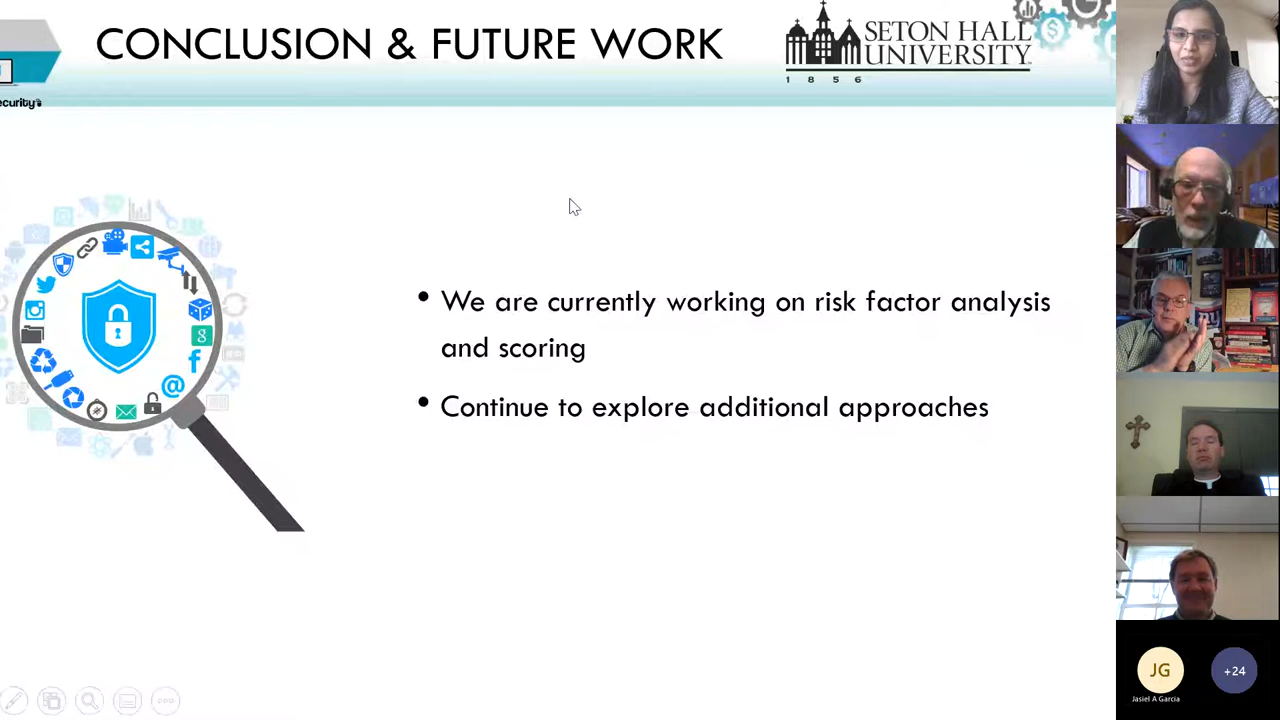 CONCLUSION & FUTURE WORK
SETON HALL
UNIVERSITY
1 8 5 6
ecurity
• We are currently working on risk factor analysis
and scoring
• Continue to explore additional approaches
JG
+24
Jasiel A Garcia